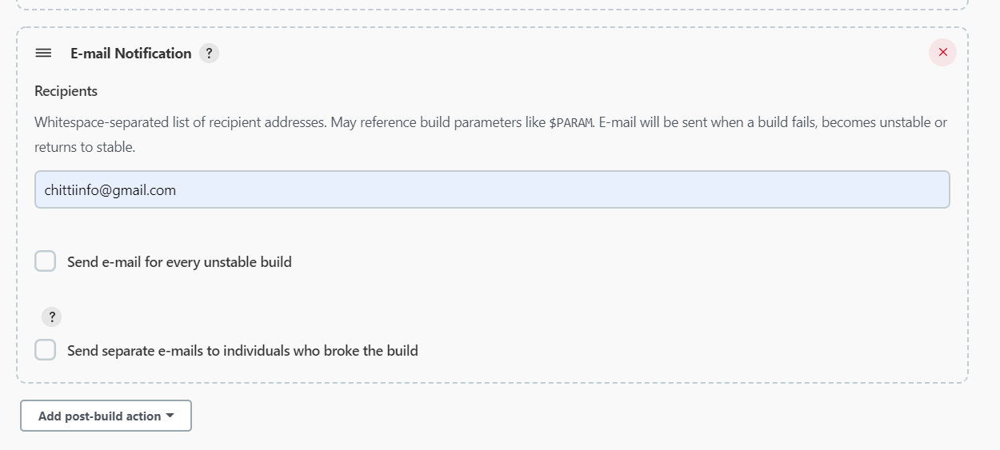 E-mail Notification ?
Recipients
Whitespace-separated list of recipient addresses. May reference build parameters like $PARAM. E-mail will be sent when a build fails, becomes unstable or
returns to stable.
chittiinfo@gmail.com
Send e-mail for every unstable build
?
Send separate e-mails to individuals who broke the build
Add post-build action